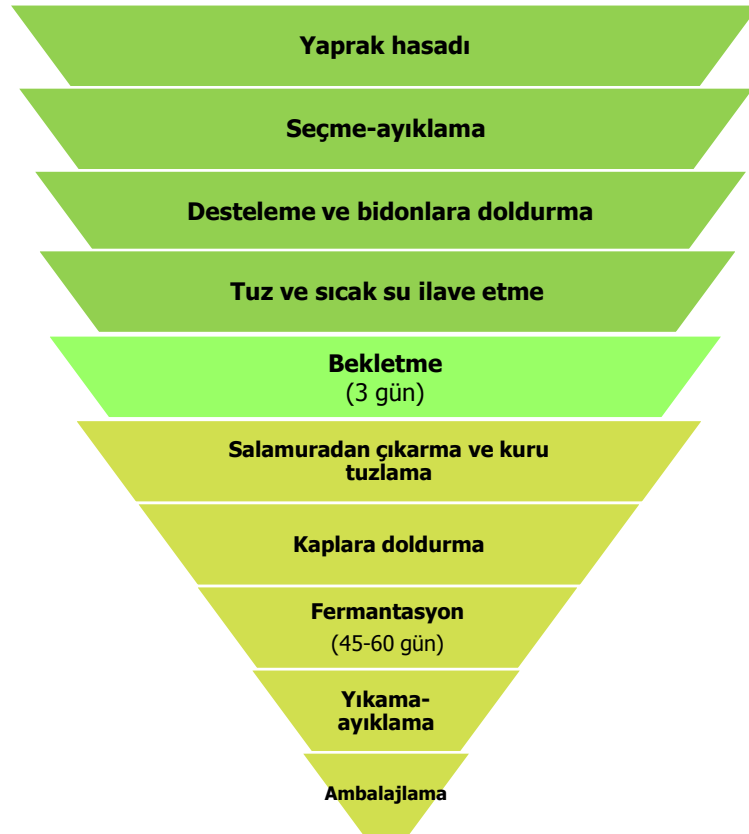 Yaprak hasadı
Seçme-ayıklama
Desteleme ve bidonlara doldurma
Tuz ve sıcak su ilave etme
Bekletme
(3 gün)
Salamuradan çıkarma ve kuru
tuzlama
Kaplara doldurma
Fermantasyon
(45-60 gün)
Yıkama-
ayıklama
Ambalajlama